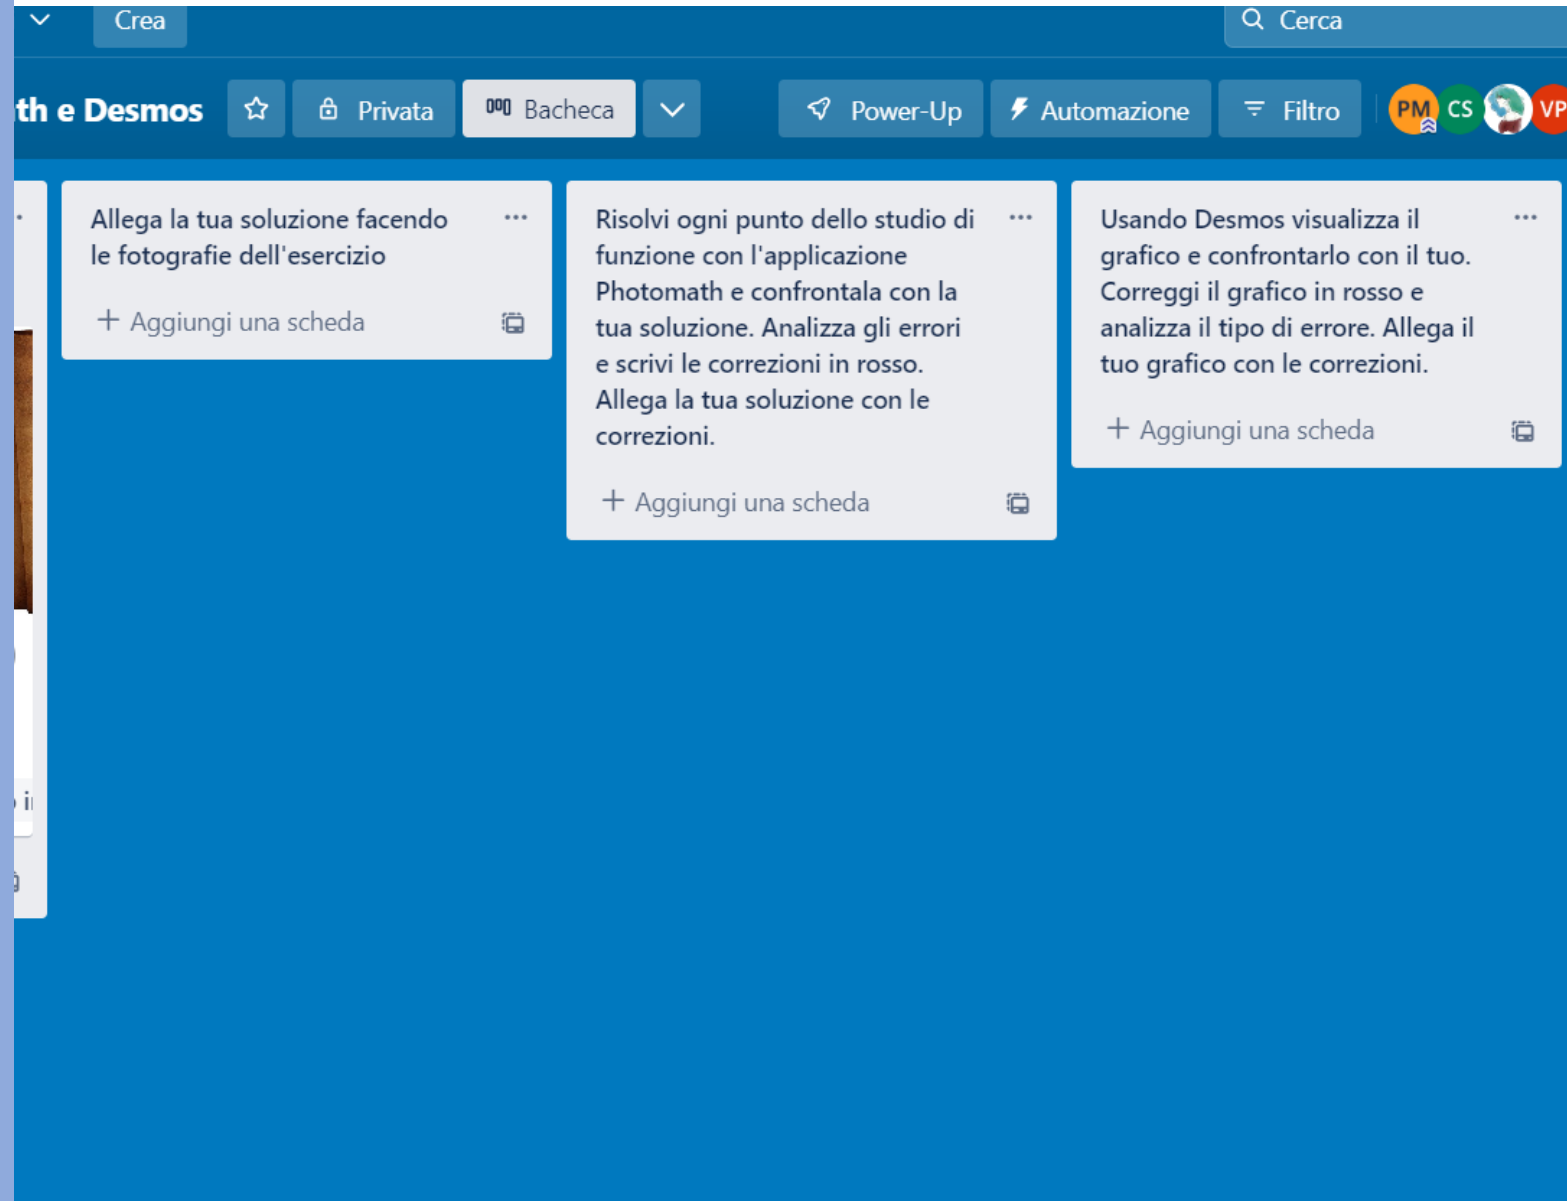 Crea
Cerca
th e Desmos
Privata
Bacheca
Power-Up
Automazione
Filtro
PM
CS
VP
Allega la tua soluzione facendo
le fotografie dell'esercizio
+ Aggiungi una scheda
Risolvi ogni punto dello studio di
funzione con l'applicazione
Photomath e confrontala con la
tua soluzione. Analizza gli errori
e scrivi le correzioni in rosso.
Allega la tua soluzione con le
correzioni.
+ Aggiungi una scheda
Usando Desmos visualizza il
grafico e confrontarlo con il tuo.
Correggi il grafico in rosso e
analizza il tipo di errore. Allega il
tuo grafico con le correzioni.
+ Aggiungi una scheda